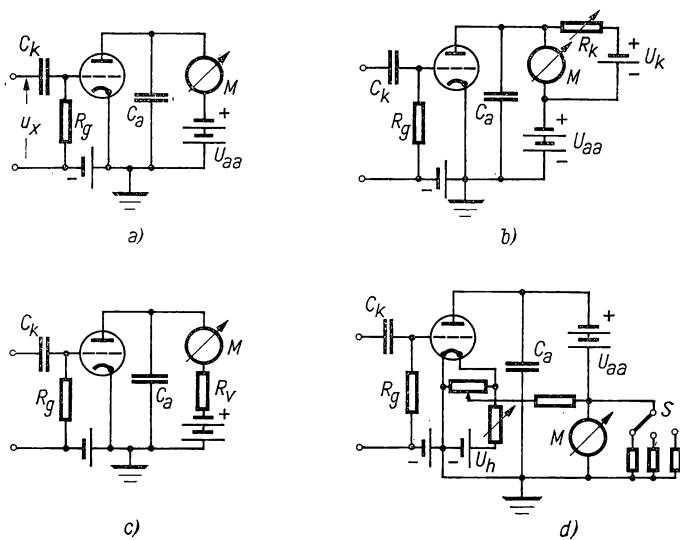 C_k
u_x
R_g
C_a
M
+
U_aa
−
a)
C_k
R_g
C_a
M
R_k
+
U_k
−
+
U_aa
−
−
b)
C_k
R_g
C_a
M
R_v
+
−
c)
C_k
R_g
C_a
+
U_aa
M
S
−
−
U_h
d)